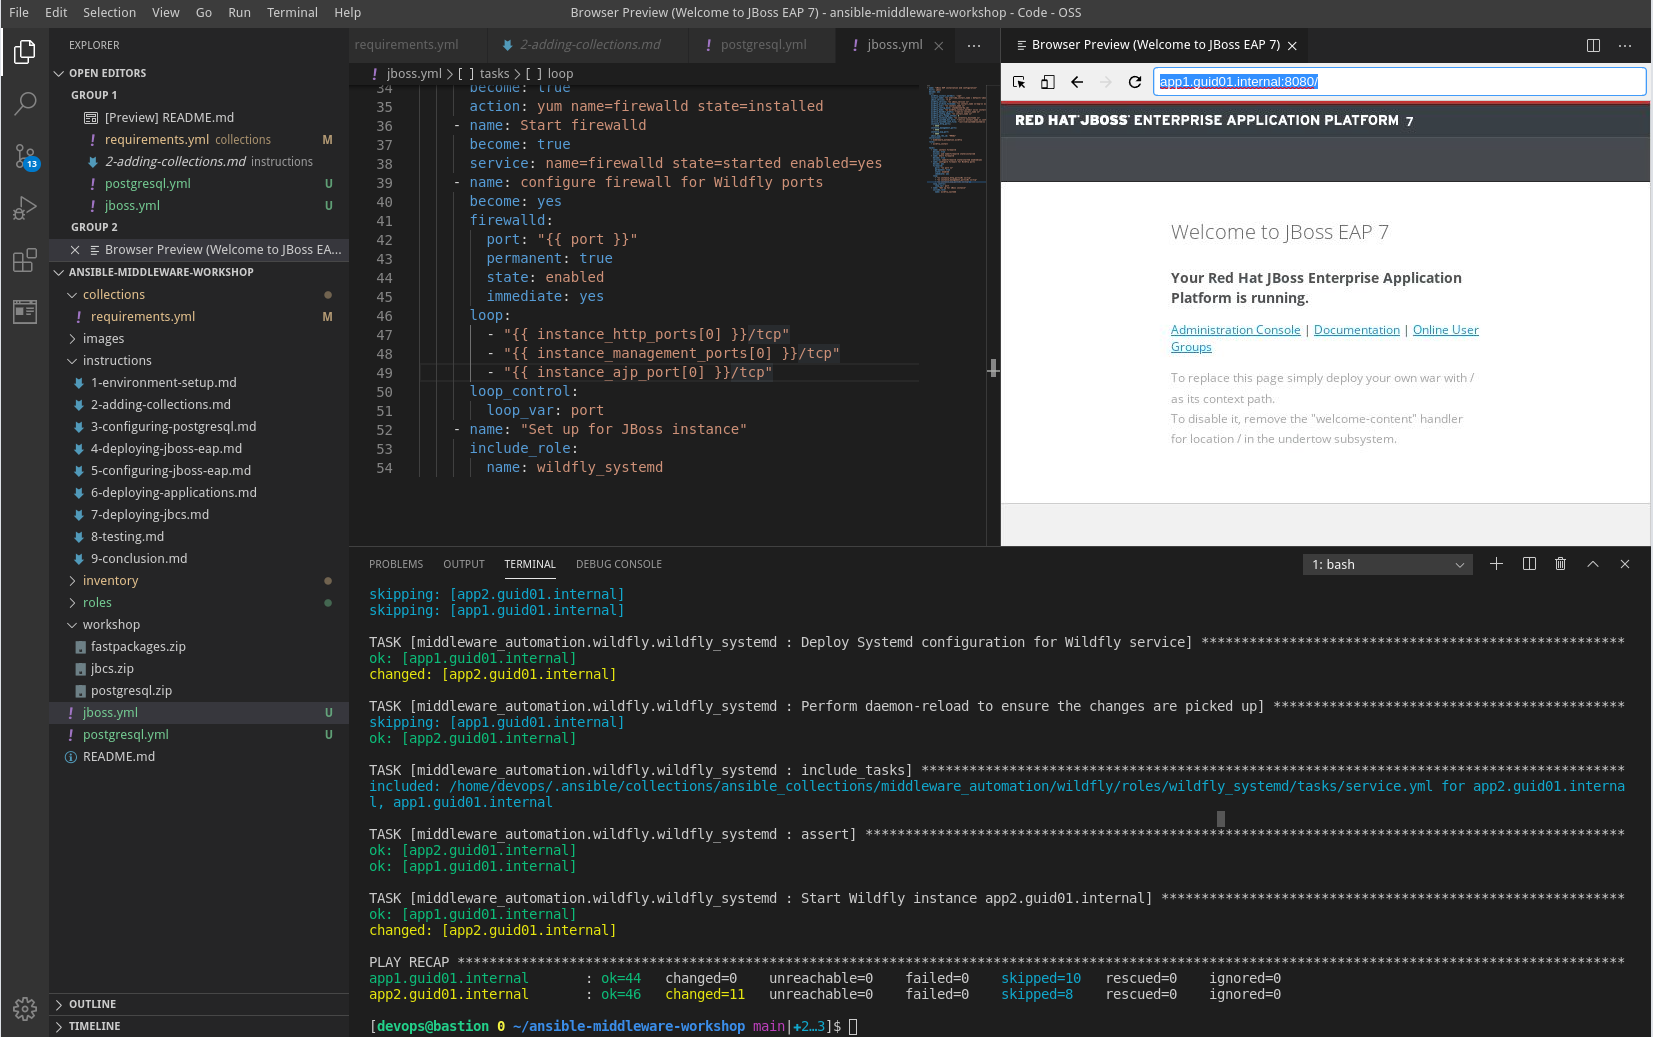 File Edit Selection View Go Run Terminal Help
Browser Preview (Welcome to JBoss EAP 7) - ansible-middleware-workshop - Code - OSS
EXPLORER
OPEN EDITORS
GROUP 1
[Preview] README.md
! requirements.yml collections M
2-adding-collections.md instructions
! postgresql.yml U
! jboss.yml U
GROUP 2
Browser Preview (Welcome to JBoss EA...
ANSIBLE-MIDDLEWARE-WORKSHOP
collections
! requirements.yml M
images
instructions
1-environment-setup.md
2-adding-collections.md
3-configuring-postgresql.md
4-deploying-jboss-eap.md
5-configuring-jboss-eap.md
6-deploying-applications.md
7-deploying-jbcs.md
8-testing.md
9-conclusion.md
inventory
roles
workshop
fastpackages.zip
jbcs.zip
postgresql.zip
! jboss.yml U
! postgresql.yml U
README.md
OUTLINE
TIMELINE
13
requirements.yml 2-adding-collections.md ! postgresql.yml ! jboss.yml
! jboss.yml > [ ] tasks > [ ] loop
34 become: true
35 action: yum name=firewalld state=installed
36 - name: Start firewalld
37 become: true
38 service: name=firewalld state=started enabled=yes
39 - name: configure firewall for Wildfly ports
40 become: yes
41 firewalld:
42 port: "{{ port }}"
43 permanent: true
44 state: enabled
45 immediate: yes
46 loop:
47 - "{{ instance_http_ports[0] }}/tcp"
48 - "{{ instance_management_ports[0] }}/tcp"
49 - "{{ instance_ajp_port[0] }}/tcp"
50 loop_control:
51 loop_var: port
52 - name: "Set up for JBoss instance"
53 include_role:
54 name: wildfly_systemd
Browser Preview (Welcome to JBoss EAP 7)
app1.guid01.internal:8080/
RED HAT JBOSS ENTERPRISE APPLICATION PLATFORM 7
Welcome to JBoss EAP 7
Your Red Hat JBoss Enterprise Application
Platform is running.
Administration Console | Documentation | Online User
Groups
To replace this page simply deploy your own war with /
as its context path.
To disable it, remove the "welcome-content" handler
for location / in the undertow subsystem.
PROBLEMS OUTPUT TERMINAL DEBUG CONSOLE
1: bash
skipping: [app2.guid01.internal]
skipping: [app1.guid01.internal]
TASK [middleware_automation.wildfly.wildfly_systemd : Deploy Systemd configuration for Wildfly service] *****************************************************
ok: [app1.guid01.internal]
changed: [app2.guid01.internal]
TASK [middleware_automation.wildfly.wildfly_systemd : Perform daemon-reload to ensure the changes are picked up] ********************************************
skipping: [app1.guid01.internal]
ok: [app2.guid01.internal]
TASK [middleware_automation.wildfly.wildfly_systemd : include_tasks] ****************************************************************************************
included: /home/devops/.ansible/collections/ansible_collections/middleware_automation/wildfly/roles/wildfly_systemd/tasks/service.yml for app2.guid01.interna
l, app1.guid01.internal
TASK [middleware_automation.wildfly.wildfly_systemd : assert] ***********************************************************************************************
ok: [app2.guid01.internal]
ok: [app1.guid01.internal]
TASK [middleware_automation.wildfly.wildfly_systemd : Start Wildfly instance app2.guid01.internal] **********************************************************
ok: [app1.guid01.internal]
changed: [app2.guid01.internal]
PLAY RECAP **************************************************************************************************************************************************
app1.guid01.internal : ok=44 changed=0 unreachable=0 failed=0 skipped=10 rescued=0 ignored=0
app2.guid01.internal : ok=46 changed=11 unreachable=0 failed=0 skipped=8 rescued=0 ignored=0
[devops@bastion 0 ~/ansible-middleware-workshop main|✚2…3]$